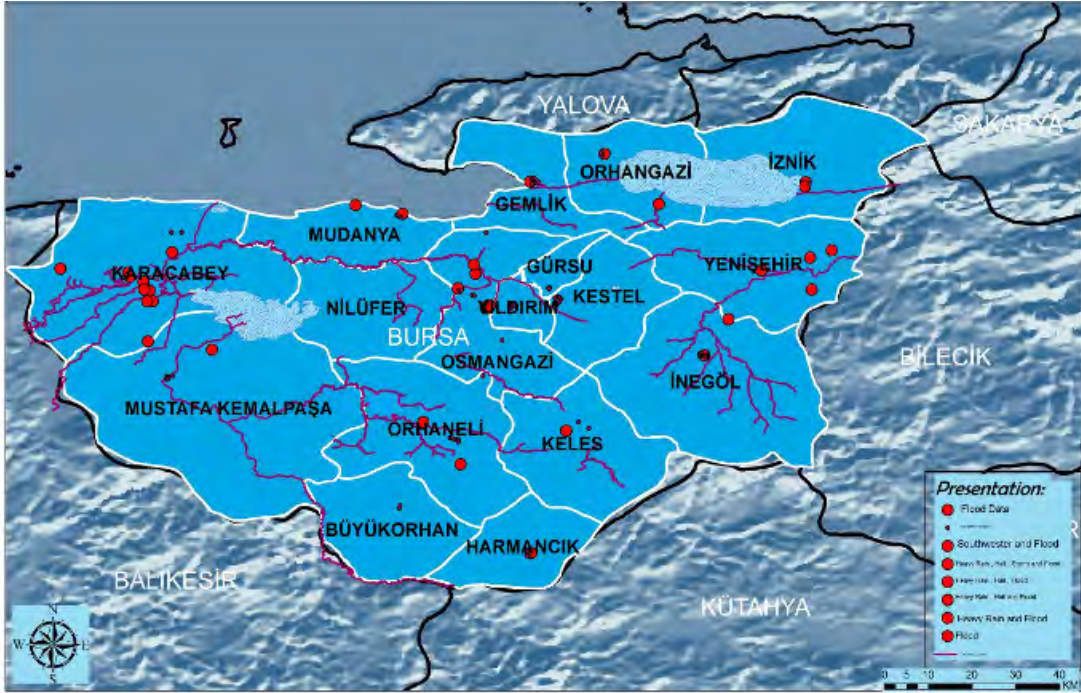 YALOVA
SAKARYA
ORHANGAZİ
İZNİK
GEMLİK
MUDANYA
KARACABEY
GÜRSU
YENİŞEHİR
KESTEL
NİLÜFER
YILDIRIM
BURSA
OSMANGAZİ
BİLECİK
İNEGÖL
MUSTAFA KEMALPAŞA
ORHANELİ
KELES
BÜYÜKORHAN
HARMANCIK
BALIKESİR
KÜTAHYA
Presentation:
Flood Data
Southwester and Flood
Heavy Rain and Flood
Flood
N
W E
S
0 5 10 20 30 40
KM